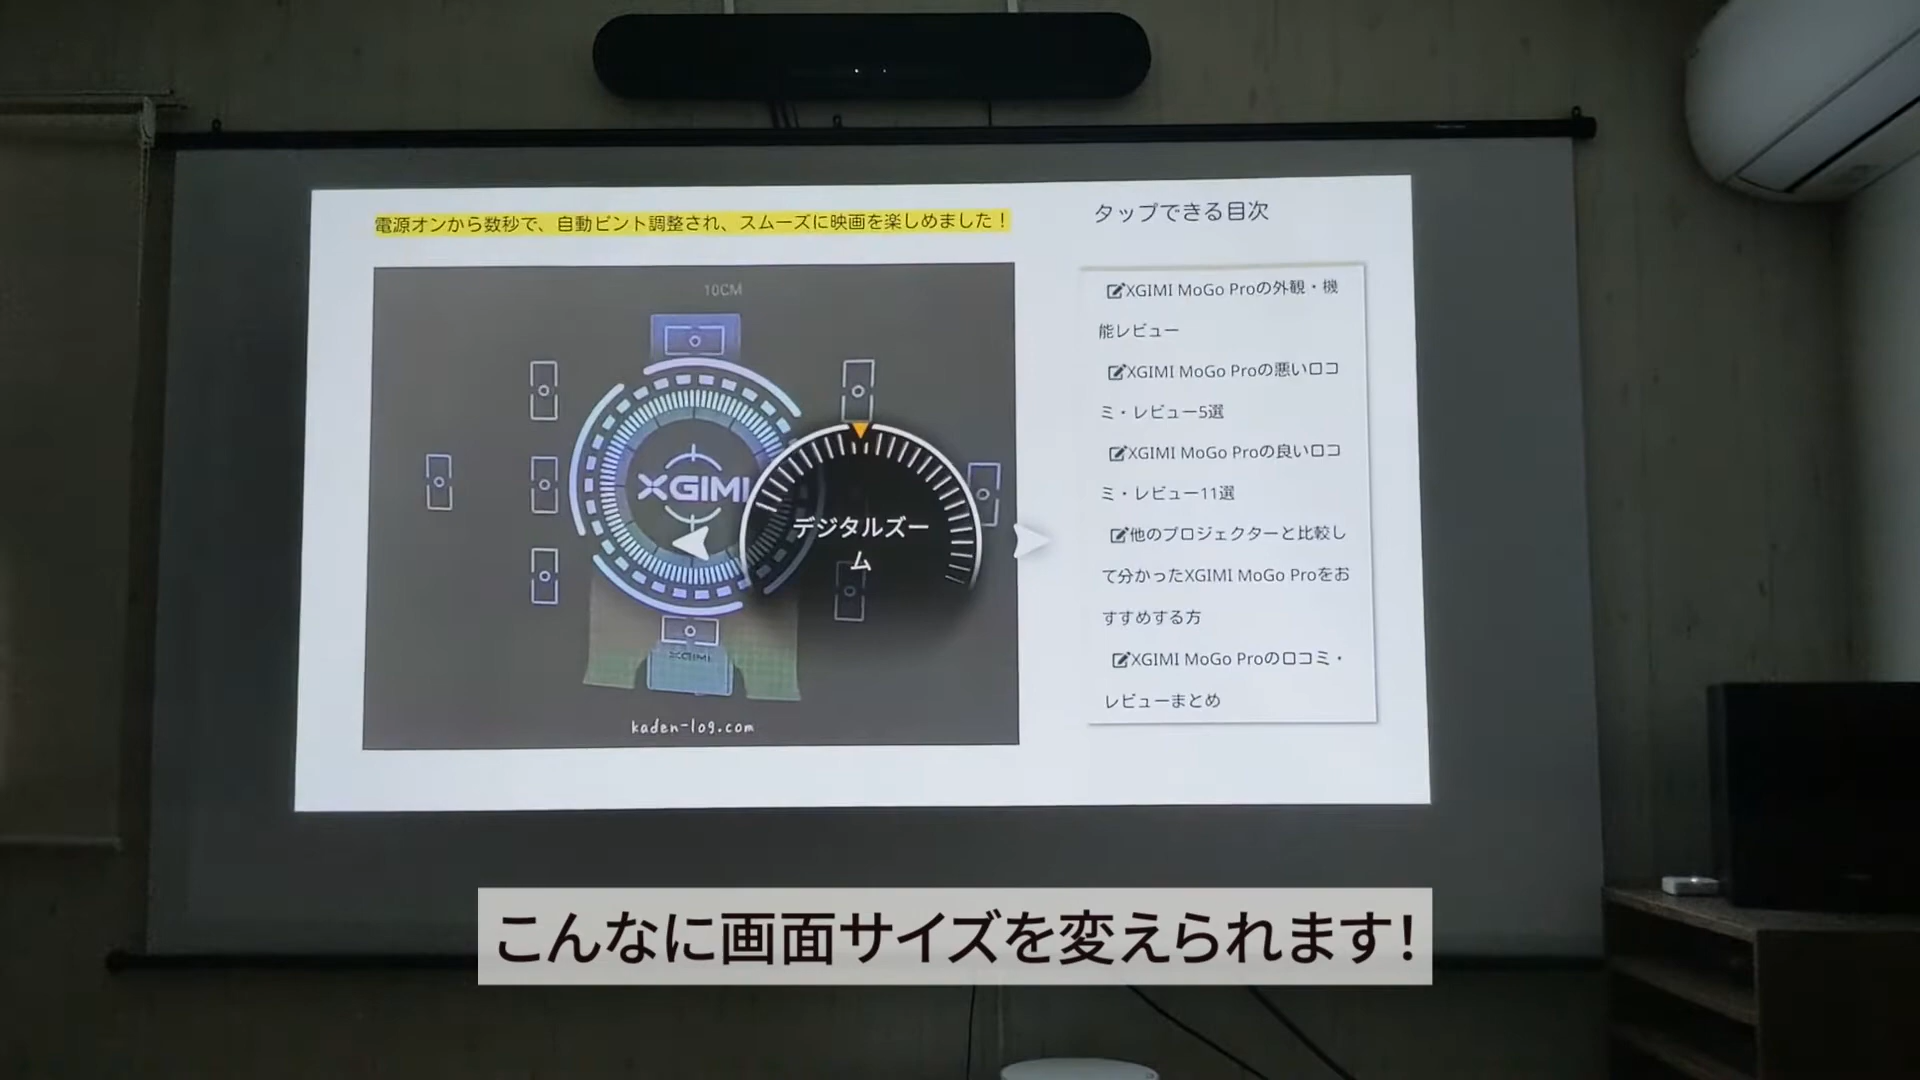 電源オンから数秒で、自動ピント調整され、スムーズに映画を楽しめました！
10CM
XGIMI
デジタルズー
ム
XGIMI
kaden-log.com
タップできる目次
XGIMI MoGo Proの外観・機
能レビュー
XGIMI MoGo Proの悪い口コ
ミ・レビュー5選
XGIMI MoGo Proの良い口コ
ミ・レビュー11選
他のプロジェクターと比較し
て分かったXGIMI MoGo Proをお
すすめする方
XGIMI MoGo Proの口コミ・
レビューまとめ
こんなに画面サイズを変えられます!